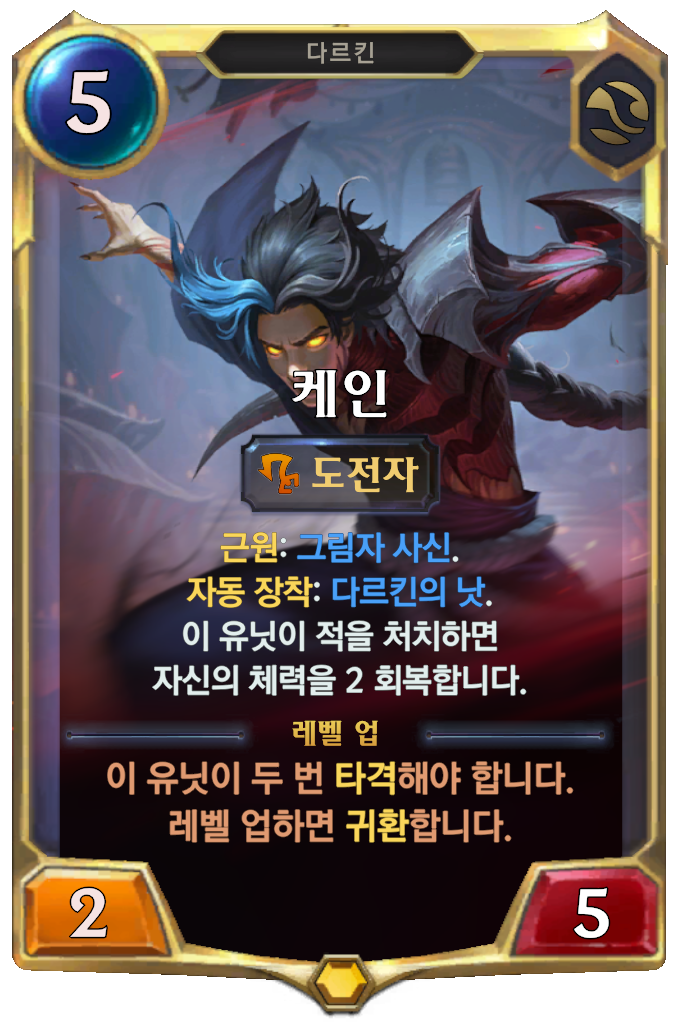 다르킨
5
케인
도전자
근원: 그림자 사신.
자동 장착: 다르킨의 낫.
이 유닛이 적을 처치하면
자신의 체력을 2 회복합니다.
레벨 업
이 유닛이 두 번 타격해야 합니다.
레벨 업하면 귀환합니다.
2
5